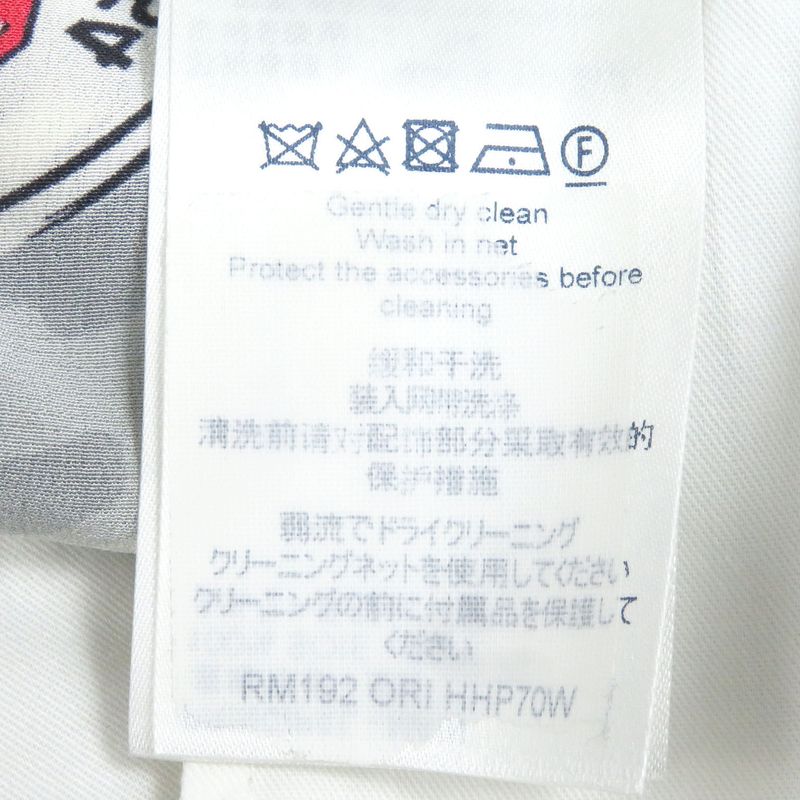 F
Gentle dry clean
Wash in net
Protect the accessories before
cleaning
缓和干洗
装入网带洗涤
清洗前请对配饰部分采取有效的
保护措施
弱流でドライクリーニング
クリーニングネットを使用してください
クリーニングの前に付属品を保護して
ください
RM192 ORI HHP70W